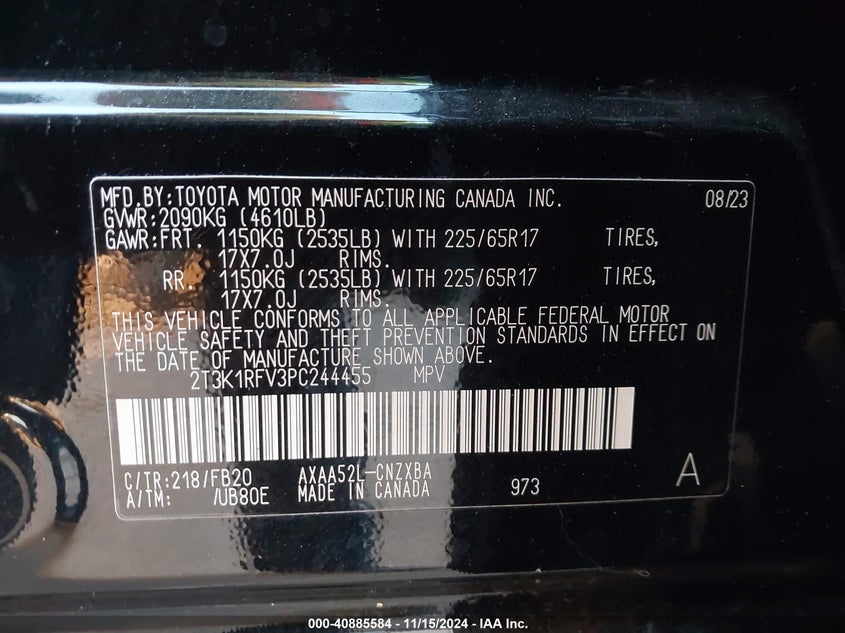 MFD.BY:TOYOTA MOTOR MANUFACTURING CANADA INC. 08/23
GVWR:2090KG (4610LB)
GAWR:FRT. 1150KG (2535LB) WITH 225/65R17 TIRES,
17X7.0J RIMS.
RR. 1150KG (2535LB) WITH 225/65R17 TIRES,
17X7.0J RIMS.
THIS VEHICLE CONFORMS TO ALL APPLICABLE FEDERAL MOTOR
VEHICLE SAFETY AND THEFT PREVENTION STANDARDS IN EFFECT ON
THE DATE OF MANUFACTURE SHOWN ABOVE.
2T3K1RFV3PC244455 MPV
C/TR:218/FB20 AXAA52L-CNZXBA
A/TM: /UB80E MADE IN CANADA 973 A
000-40885584 - 11/15/2024 - IAA Inc.